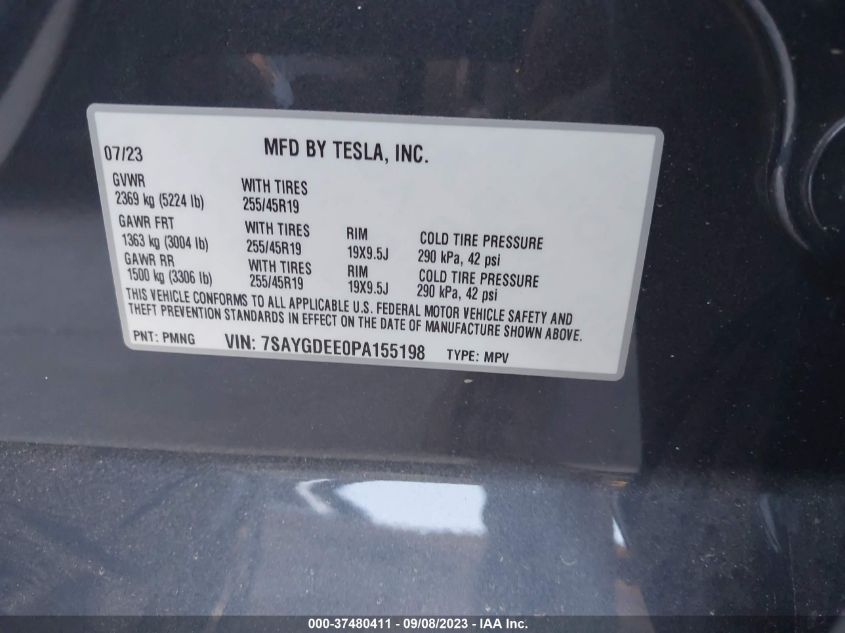 07/23 MFD BY TESLA, INC.
GVWR WITH TIRES
2369 kg (5224 lb) 255/45R19
GAWR FRT WITH TIRES RIM COLD TIRE PRESSURE
1363 kg (3004 lb) 255/45R19 19X9.5J 290 kPa, 42 psi
GAWR RR WITH TIRES RIM COLD TIRE PRESSURE
1500 kg (3306 lb) 255/45R19 19X9.5J 290 kPa, 42 psi
THIS VEHICLE CONFORMS TO ALL APPLICABLE U.S. FEDERAL MOTOR VEHICLE SAFETY AND
THEFT PREVENTION STANDARDS IN EFFECT ON THE DATE OF MANUFACTURE SHOWN ABOVE.
PNT: PMNG VIN: 7SAYGDEE0PA155198 TYPE: MPV
000-37480411 - 09/08/2023 - IAA Inc.